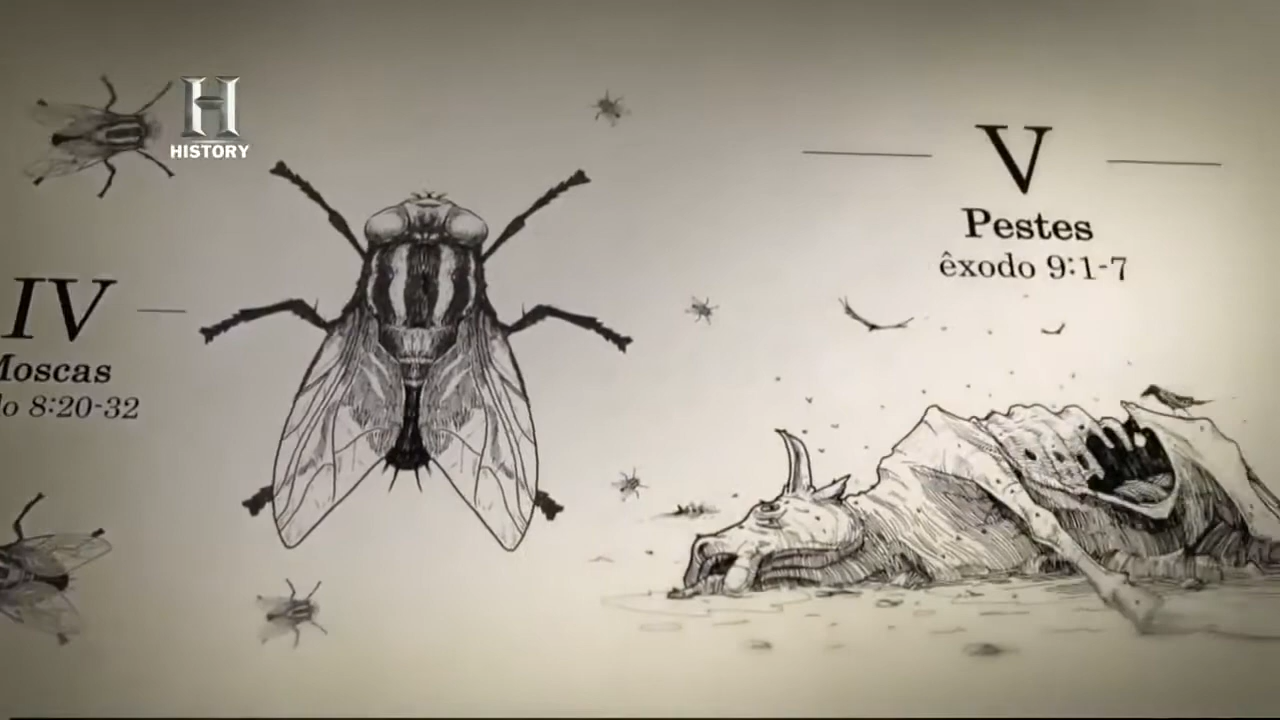 H
HISTORY
IV
Moscas
8:20-32
V
Pestes
êxodo 9:1-7